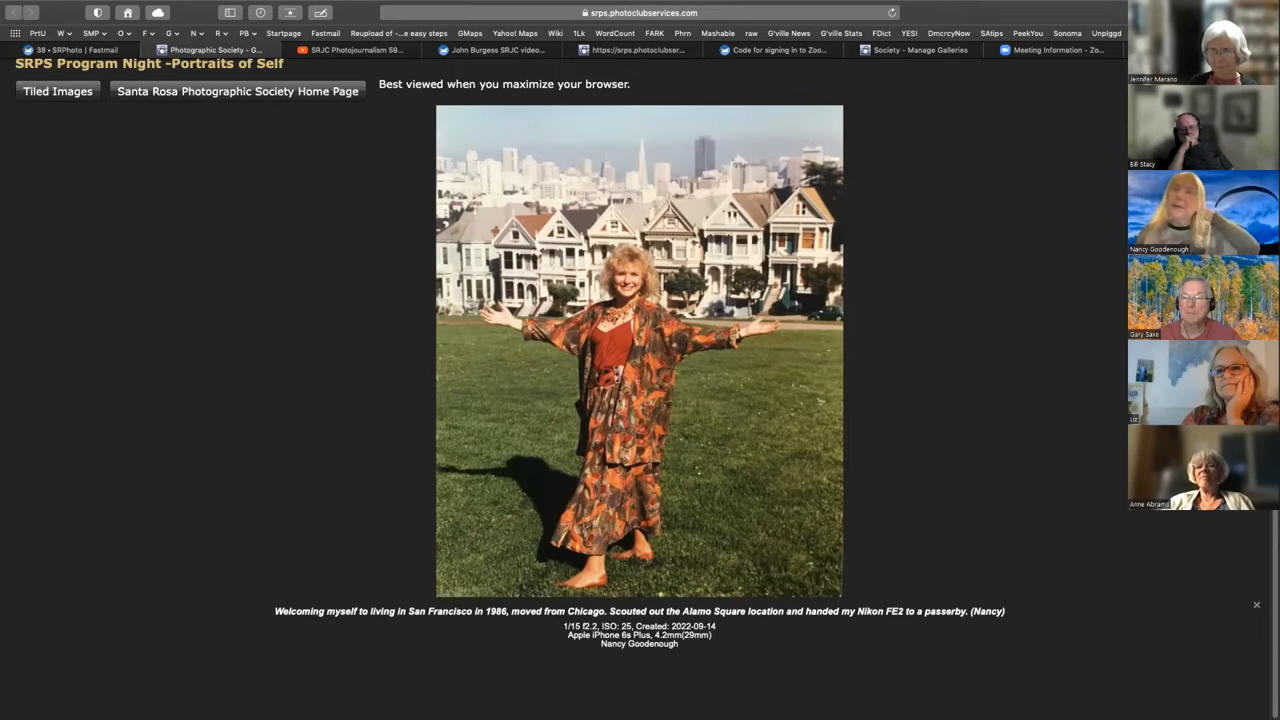 srps.photoclubservices.com
PrtU W SMP O F G N R PB Startpage Fastmail Reupload of -...e easy steps GMaps Yahoo! Maps Wiki 1Lk WordCount FARK Phrn Mashable raw G'ville News G'ville Stats FDict YES! DmcrcyNow SAtips PeekYou Sonoma Unplggd
38 • SRPhoto | Fastmail
Photographic Society - G...
SRJC Photojournalism 59...
John Burgess SRJC video...
https://srps.photoclubser...
Code for signing in to Zoo...
Society - Manage Galleries
Meeting Information - Zo...
SRPS Program Night -Portraits of Self
Tiled Images
Santa Rosa Photographic Society Home Page
Best viewed when you maximize your browser.
Jennifer Marano
Bill Stacy
Nancy Goodenough
Gary Saxe
Liz
Anne Abrams
Welcoming myself to living in San Francisco in 1986, moved from Chicago. Scouted out the Alamo Square location and handed my Nikon FE2 to a passerby. (Nancy)
1/15 f2.2, ISO: 25, Created: 2022-09-14
Apple iPhone 6s Plus, 4.2mm(29mm)
Nancy Goodenough